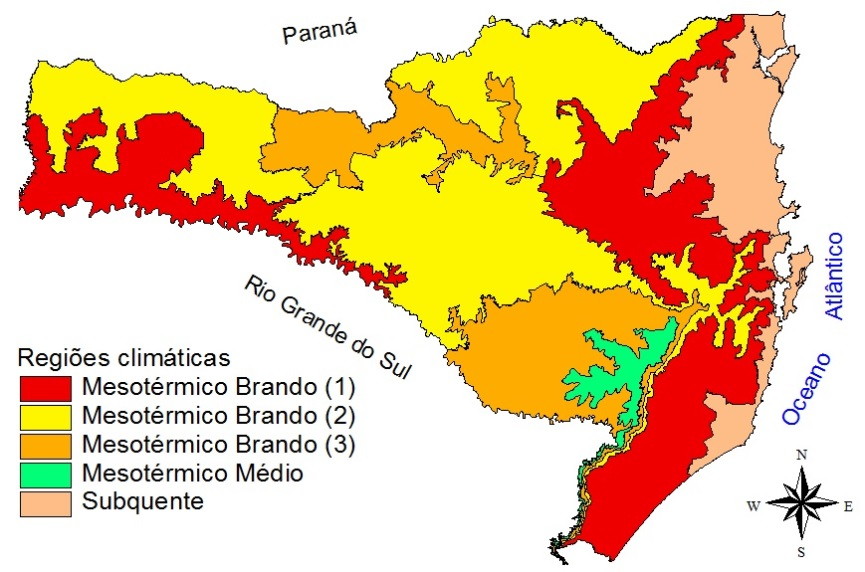 Paraná
Atlântico
Oceano
Rio Grande do Sul
Regiões climáticas
Mesotérmico Brando (1)
Mesotérmico Brando (2)
Mesotérmico Brando (3)
Mesotérmico Médio
Subquente
N
W E
S